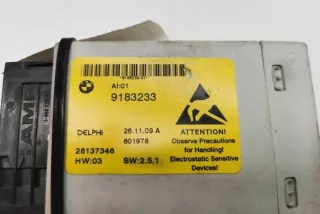 AI:01
9183233
DELPHI 26.11.09 A
801978
28137346
HW:03 SW:2.5.1
ATTENTION!
Observe Precautions
for Handling!
Electrostatic Sensitive
Devices!
AMP